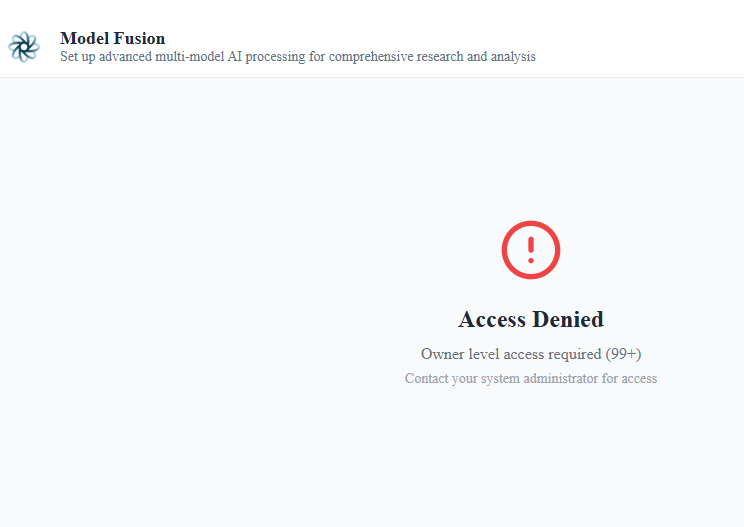 Model Fusion
Set up advanced multi-model AI processing for comprehensive research and analysis
Access Denied
Owner level access required (99+)
Contact your system administrator for access